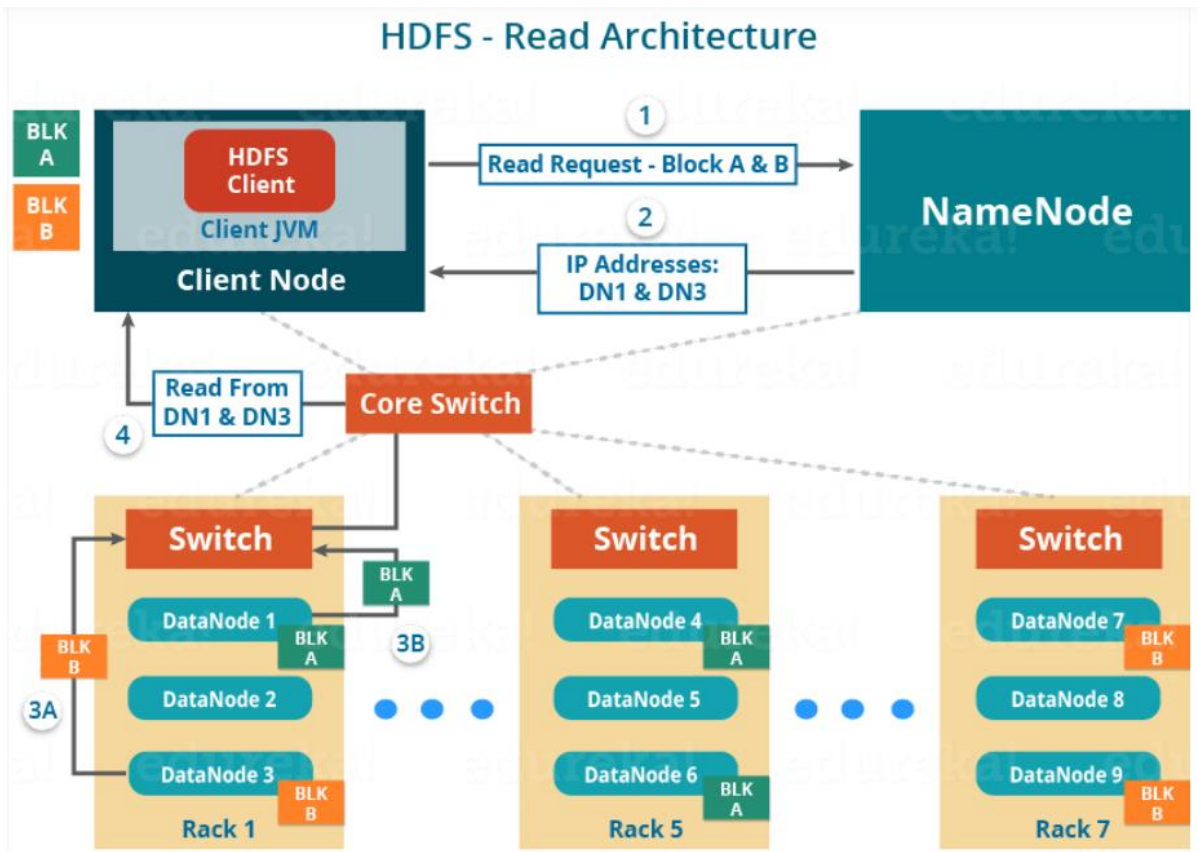 HDFS - Read Architecture
BLK
A
BLK
B
HDFS
Client
Client JVM
Client Node
1
Read Request - Block A & B
2
IP Addresses:
DN1 & DN3
NameNode
Read From
DN1 & DN3
4
Core Switch
Switch
DataNode 1
BLK
A
DataNode 2
DataNode 3
BLK
B
Rack 1
BLK
B
3A
BLK
A
3B
Switch
DataNode 4
BLK
A
DataNode 5
DataNode 6
BLK
A
Rack 5
Switch
DataNode 7
BLK
B
DataNode 8
DataNode 9
BLK
B
Rack 7
edureka!